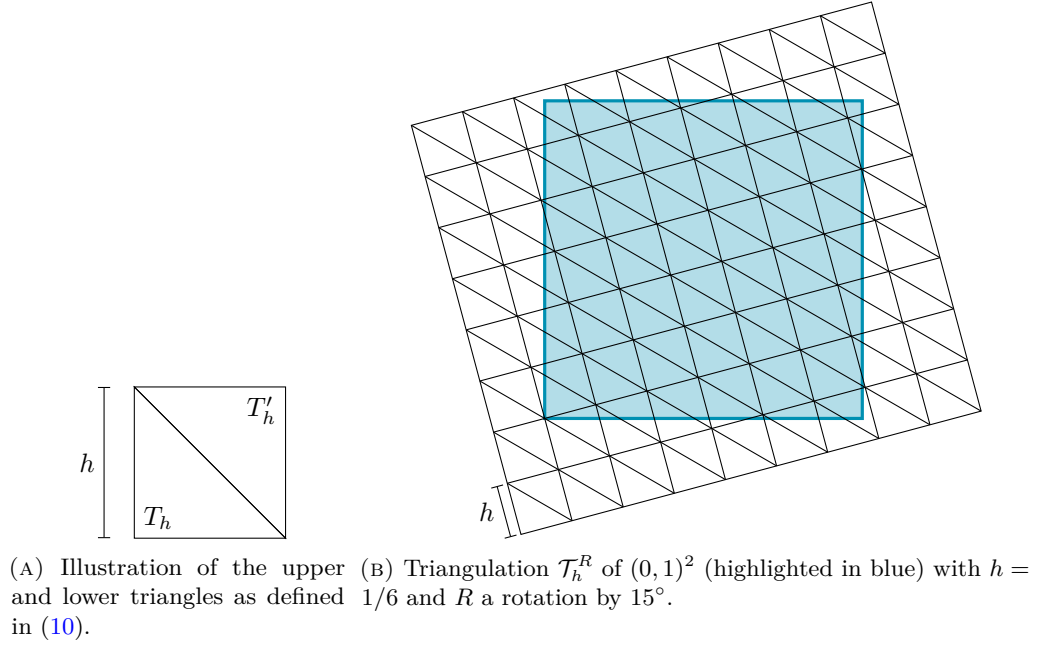 h
T'_h
T_h
h
(A) Illustration of the upper
and lower triangles as defined
in (10).
(B) Triangulation 𝒯_h^R of (0, 1)^2 (highlighted in blue) with h =
1/6 and R a rotation by 15°.